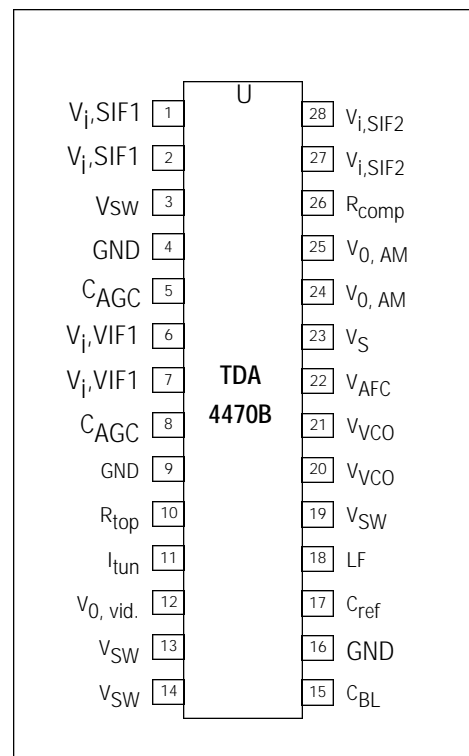 U
Vi,SIF1 1 28 Vi,SIF2
Vi,SIF1 2 27 Vi,SIF2
VSW 3 26 Rcomp
GND 4 25 V0, AM
CAGC 5 24 V0, AM
Vi,VIF1 6 23 VS
Vi,VIF1 7 TDA 22 VAFC
CAGC 8 4470B 21 VVCO
GND 9 20 VVCO
Rtop 10 19 VSW
Itun 11 18 LF
V0, vid. 12 17 Cref
VSW 13 16 GND
VSW 14 15 CBL